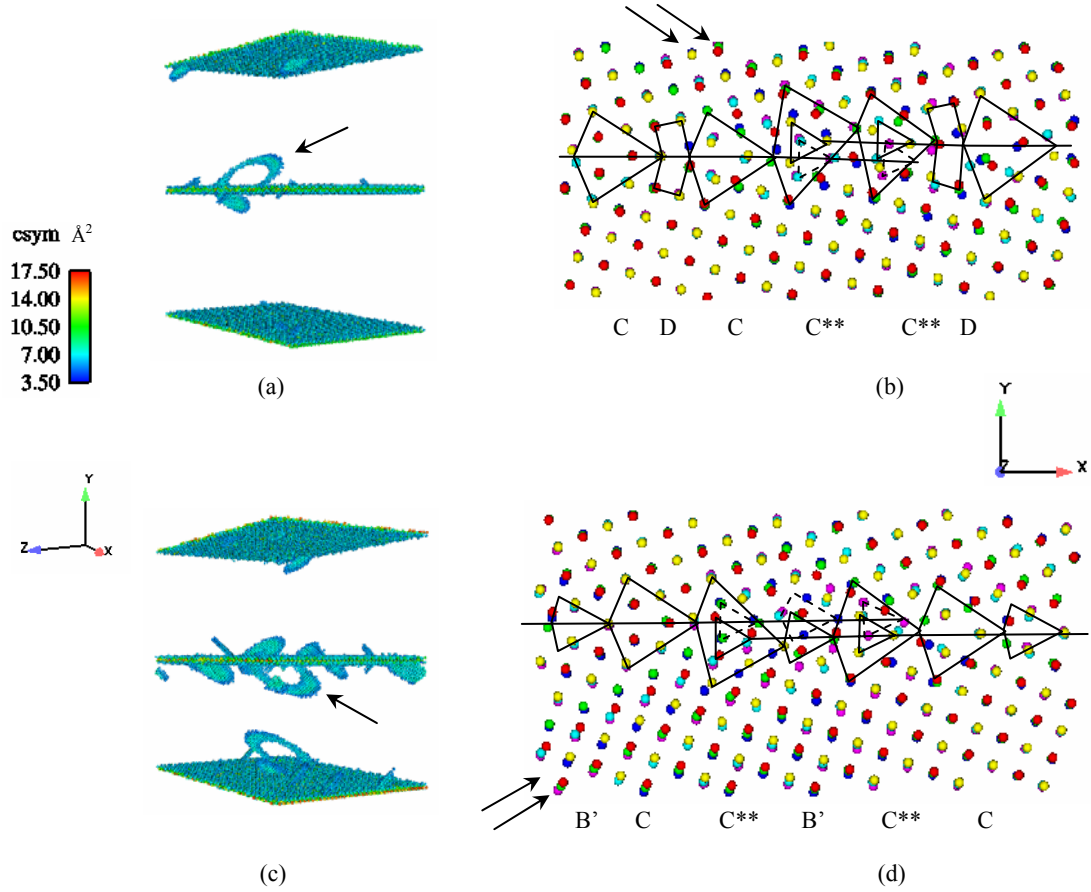 csym Å²
17.50
14.00
10.50
7.00
3.50
(a)
C D C C** C** D
(b)
Y
Z X
Y
Z X
(c)
B’ C C** B’ C** C
(d)